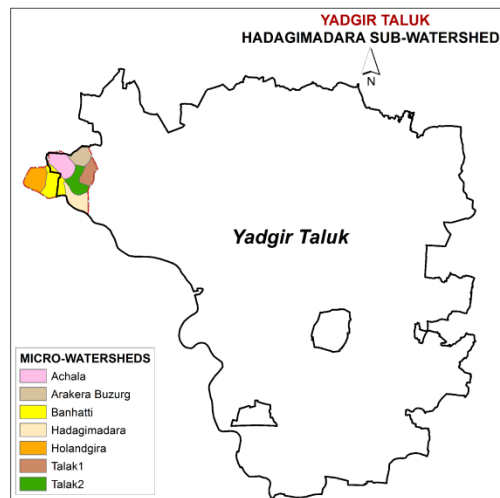 YADGIR TALUK
HADAGIMADARA SUB-WATERSHED
N
Yadgir Taluk
MICRO-WATERSHEDS
Achala
Arakera Buzurg
Banhatti
Hadagimadara
Holandgira
Talak1
Talak2